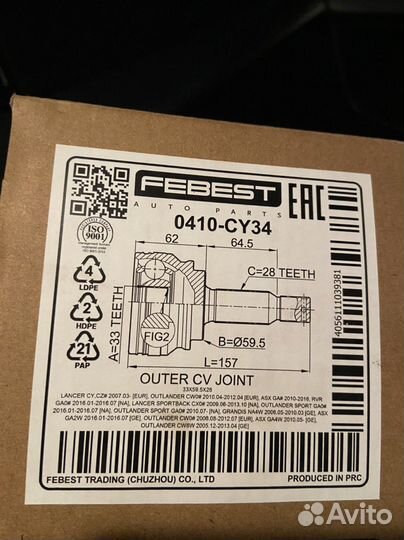 FEBEST
AUTO PARTS
EAC
0410-CY34
ISO
9001
62
64.5
C=28 TEETH
A=33 TEETH
FIG2
B=Ø59.5
L=157
4056111039381
4
LDPE
2
HDPE
21
PAP
OUTER CV JOINT
33X59.5X28
LANCER CY,CZ# 2007.03- [EUR], OUTLANDER CW0# 2010.04-2012.04 [EUR], ASX GA# 2010-2016, RVR
GA0# 2016.01-2016.07 [NA], LANCER SPORTBACK CX0# 2009.06-2013.10 [NA], OUTLANDER SPORT GA0#
2016.01-2016.07 [NA], OUTLANDER SPORT GA# 2010.07- [NA], GRANDIS NA4W 2006.05-2010.03 [GE], ASX
GA2W 2016.01-2016.07 [GE], OUTLANDER CW0# 2008.08-2012.07 [EUR], ASX GA4W 2010.05- [GE],
OUTLANDER CW8W 2005.12-2013.04 [GE]
FEBEST TRADING (CHUZHOU) CO., LTD
PRODUCED IN PRC
Avito